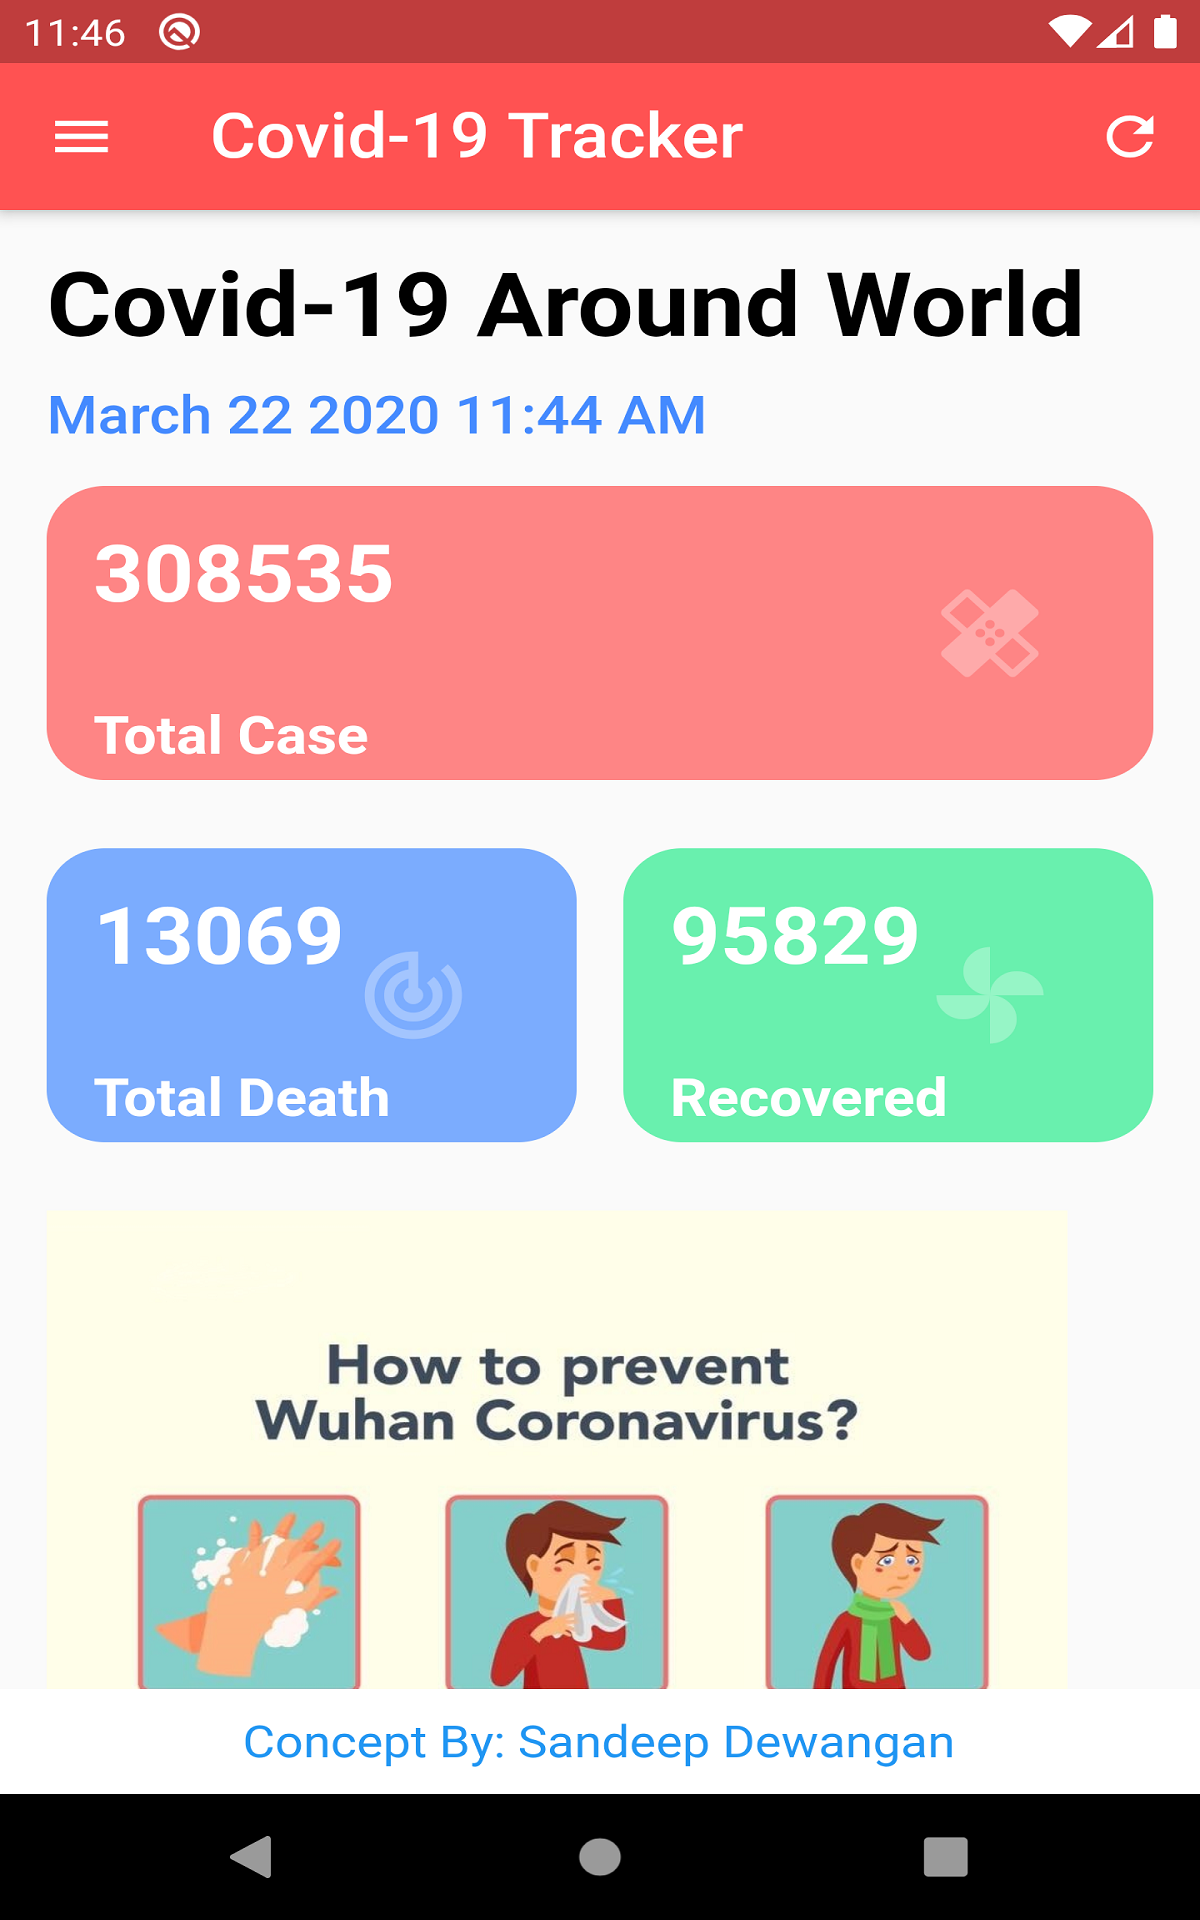 11:46
Covid-19 Tracker
Covid-19 Around World
March 22 2020 11:44 AM
308535
Total Case
13069
Total Death
95829
Recovered
How to prevent
Wuhan Coronavirus?
Concept By: Sandeep Dewangan